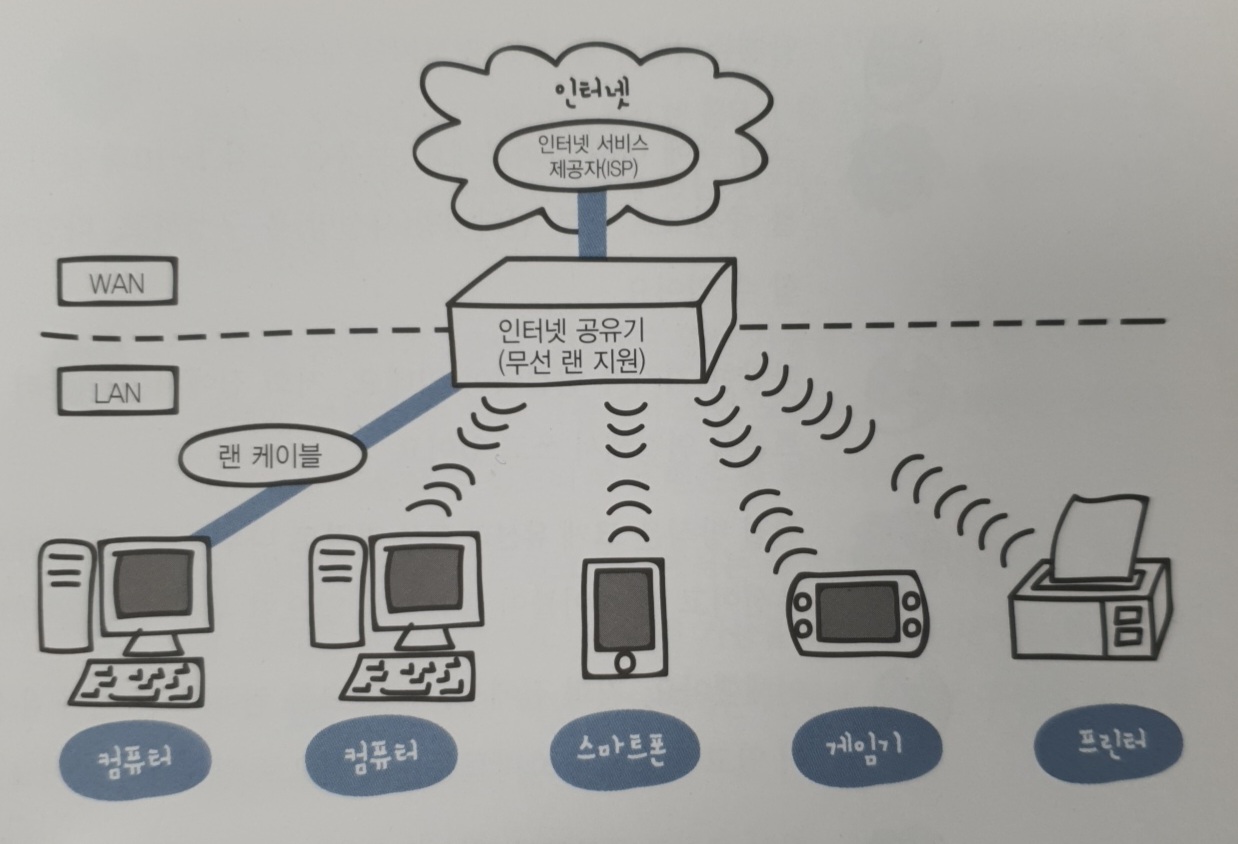 인터넷
인터넷 서비스
제공자(ISP)
WAN
인터넷 공유기
(무선 랜 지원)
LAN
랜 케이블
컴퓨터
컴퓨터
스마트폰
게임기
프린터